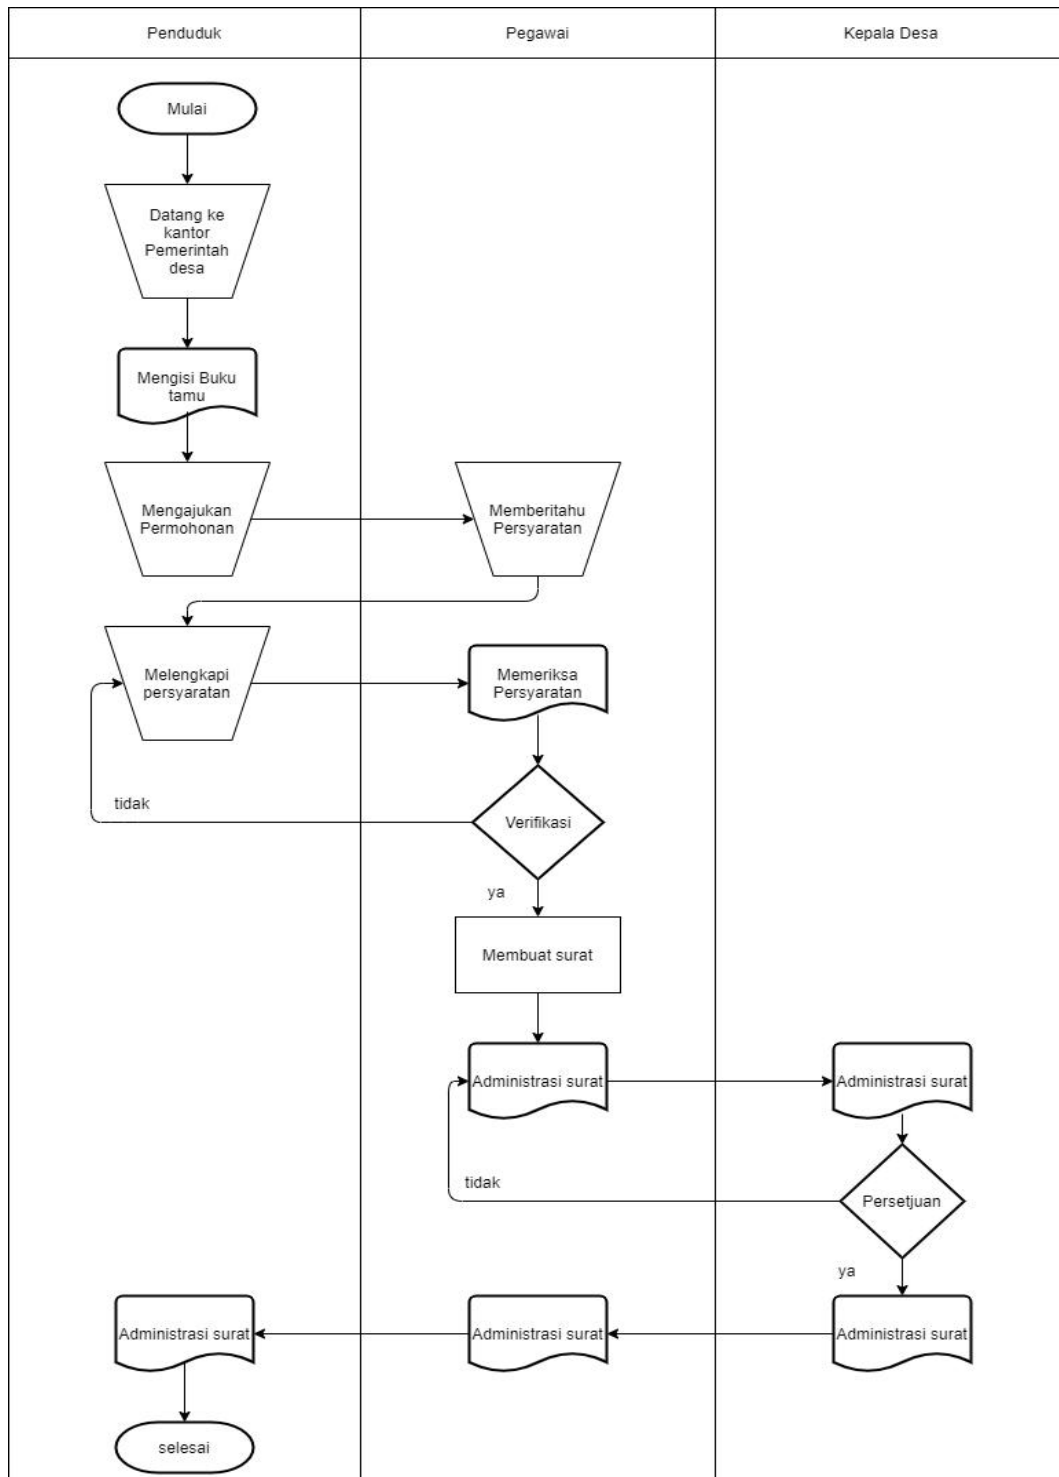 Penduduk
Pegawai
Kepala Desa
Mulai
Datang ke
kantor
Pemerintah
desa
Mengisi Buku
tamu
Mengajukan
Permohonan
Memberitahu
Persyaratan
Melengkapi
persyaratan
Memeriksa
Persyaratan
tidak
Verifikasi
ya
Membuat surat
Administrasi surat
Administrasi surat
tidak
Persetjuan
ya
Administrasi surat
Administrasi surat
Administrasi surat
selesai